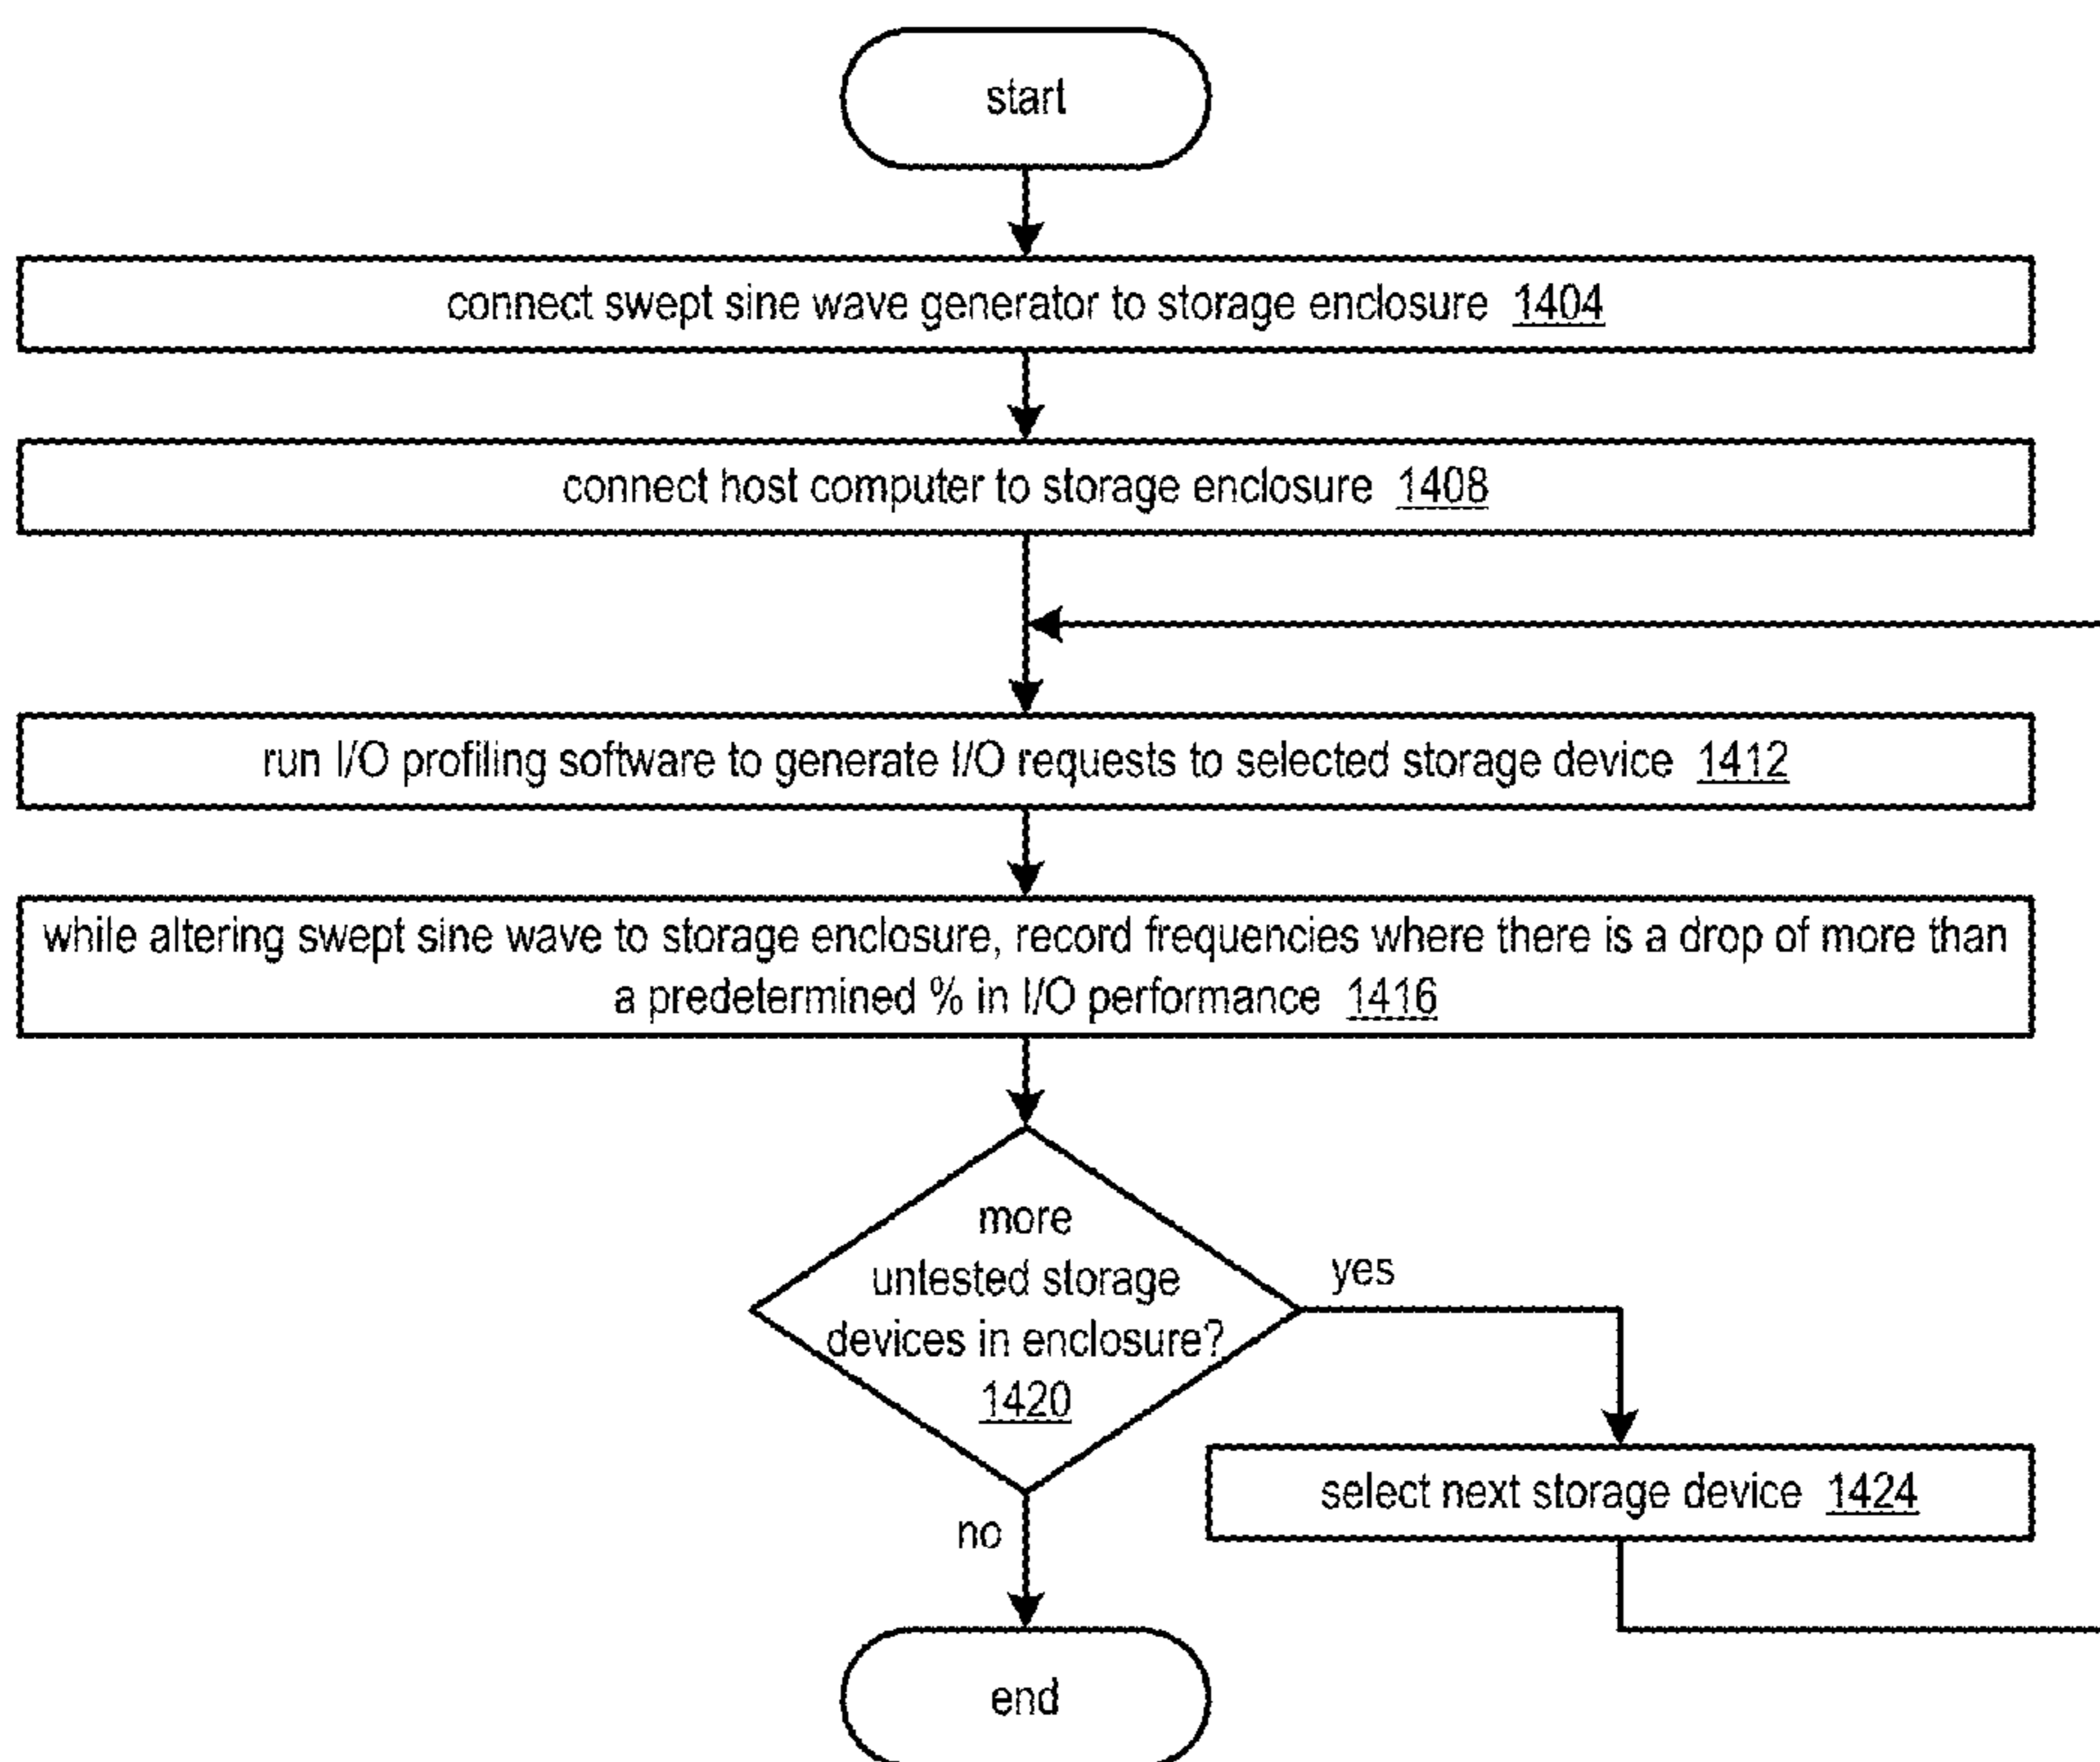 start
connect swept sine wave generator to storage enclosure 1404
connect host computer to storage enclosure 1408
run I/O profiling software to generate I/O requests to selected storage device 1412
while altering swept sine wave to storage enclosure, record frequencies where there is a drop of more than
a predetermined % in I/O performance 1416
more
untested storage
devices in enclosure?
1420
yes
select next storage device 1424
no
end